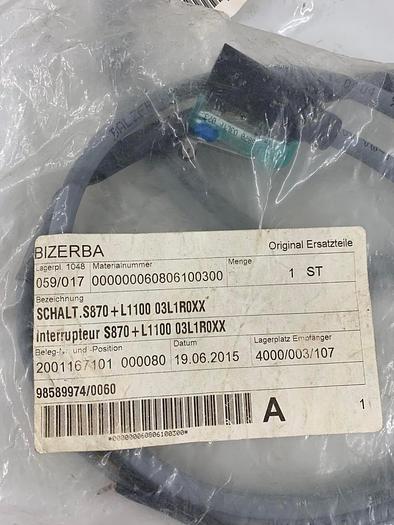 BIZERBA
Original Ersatzteile
Lagerpl. 1048 Materialnummer Menge
059/017 000000060806100300 1 ST
Bezeichnung
SCHALT.S870+L1100 03L1R0XX
interrupteur S870+L1100 03L1R0XX
Beleg-Nr. und -Position Datum Lagerplatz Empfänger
2001167101 000080 19.06.2015 4000/003/107
98589974/0060
A 1
*000000060806100300*